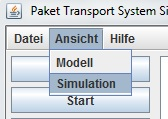 Paket Transport System Si
Datei Ansicht Hilfe
Modell
Simulation
Start